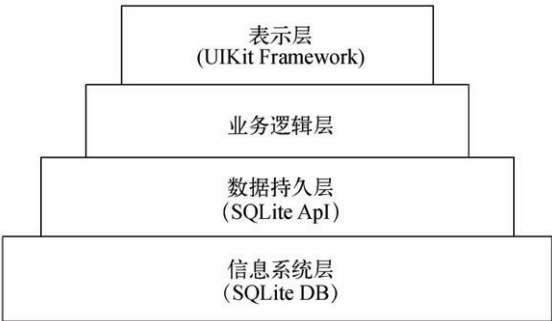 表示层
(UIKit Framework)
业务逻辑层
数据持久层
(SQLite ApI)
信息系统层
(SQLite DB)